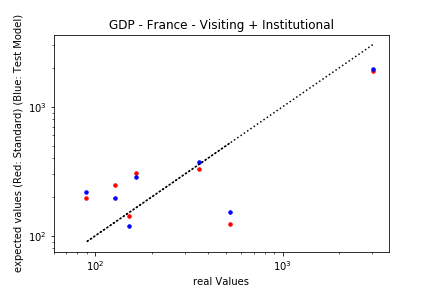 GDP - France - Visiting + Institutional
expected values (Red: Standard) (Blue: Test Model)
10³
10²
10²
10³
real Values